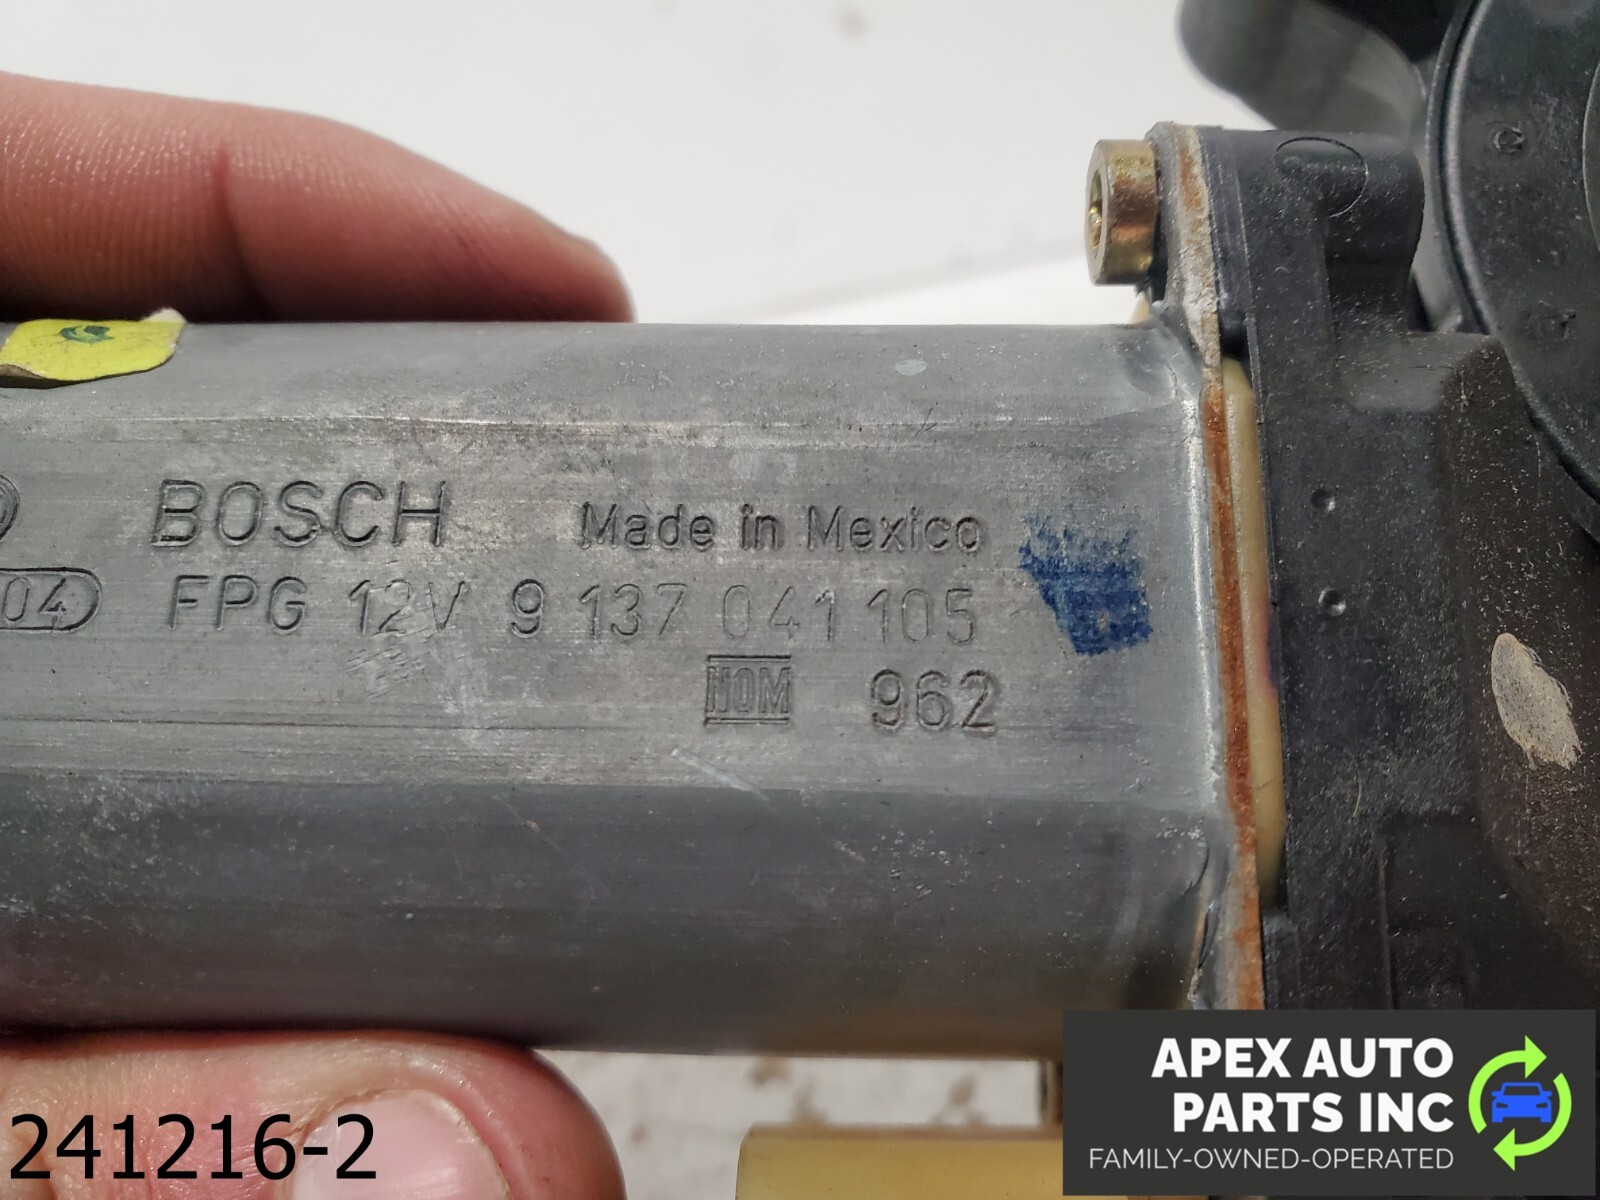 BOSCH Made in Mexico
04 FPG 12V 9 137 041 105
NOM 962
241216-2
APEX AUTO
PARTS INC
FAMILY-OWNED-OPERATED